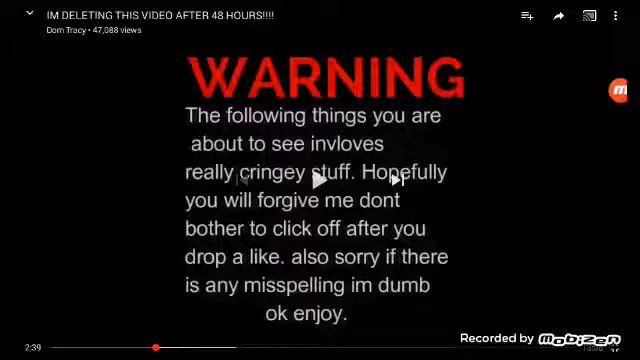 IM DELETING THIS VIDEO AFTER 48 HOURS!!!!
Dom Tracy • 47,088 views
WARNING
The following things you are
about to see invloves
really cringey stuff. Hopefully
you will forgive me dont
bother to click off after you
drop a like. also sorry if there
is any misspelling im dumb
ok enjoy.
Recorded by MOBIZEN
2:39